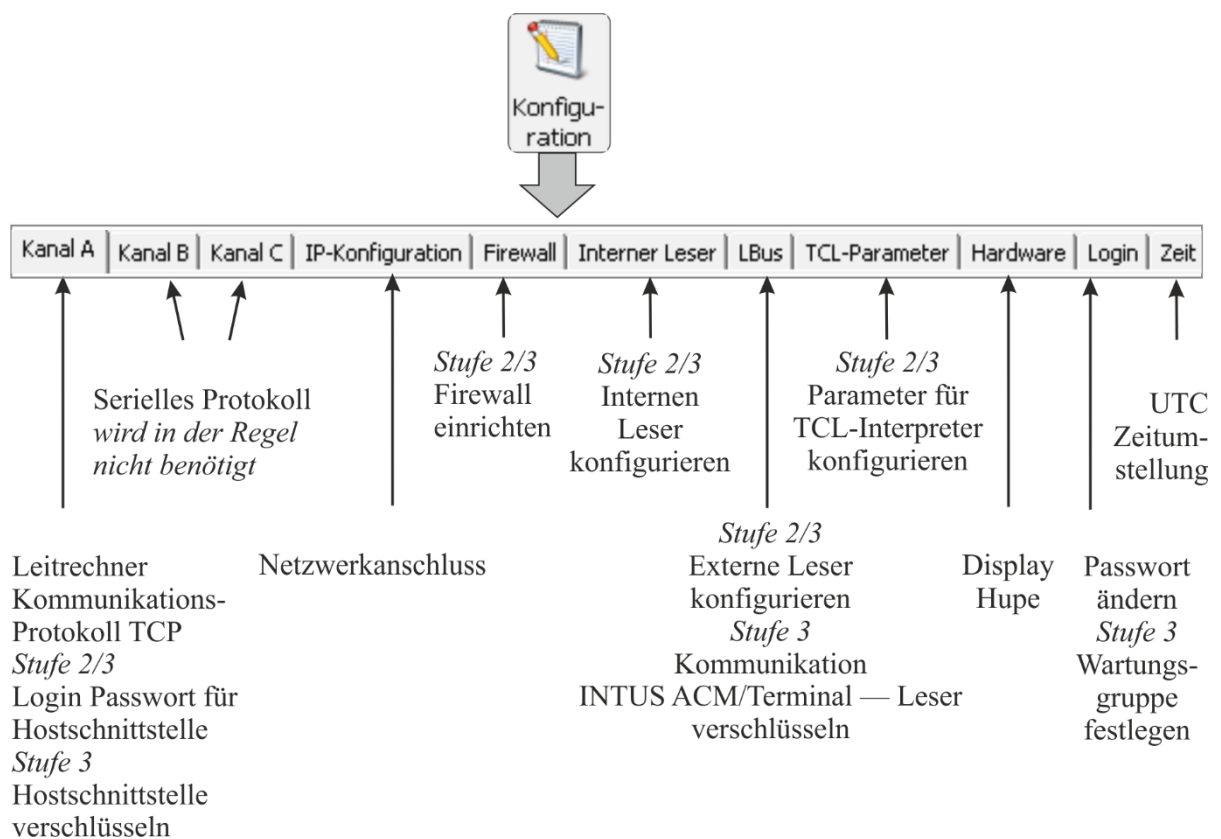 Konfigu-
ration
Kanal A
Kanal B
Kanal C
IP-Konfiguration
Firewall
Interner Leser
LBus
TCL-Parameter
Hardware
Login
Zeit
Serielles Protokoll
wird in der Regel
nicht benötigt
Stufe 2/3
Firewall
einrichten
Stufe 2/3
Internen
Leser
konfigurieren
Stufe 2/3
Parameter für
TCL-Interpreter
konfigurieren
UTC
Zeitum-
stellung
Leitrechner
Kommunikations-
Protokoll TCP
Stufe 2/3
Login Passwort für
Hostschnittstelle
Stufe 3
Hostschnittstelle
verschlüsseln
Netzwerkanschluss
Stufe 2/3
Externe Leser
konfigurieren
Stufe 3
Kommunikation
INTUS ACM/Terminal — Leser
verschlüsseln
Display
Hupe
Passwort
ändern
Stufe 3
Wartungs-
gruppe
festlegen